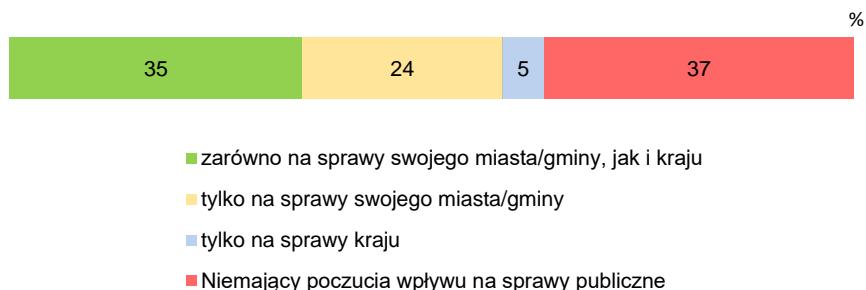 %
35 24 5 37
zarówno na sprawy swojego miasta/gminy, jak i kraju
tylko na sprawy swojego miasta/gminy
tylko na sprawy kraju
Niemający poczucia wpływu na sprawy publiczne